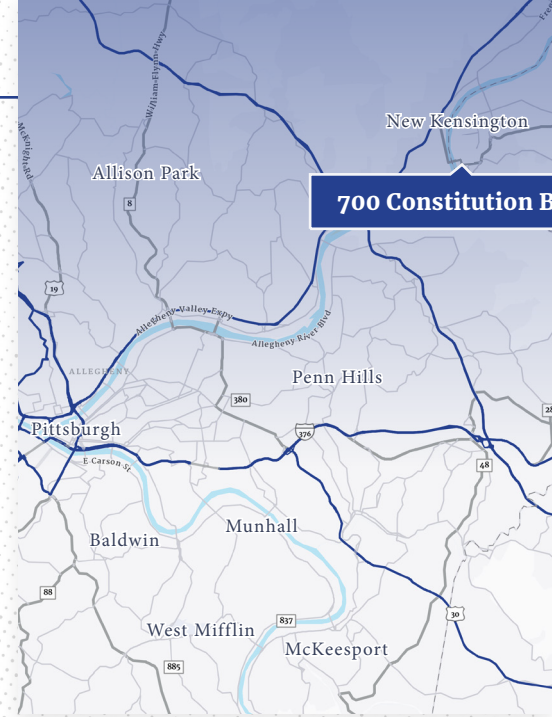 William-Flynn-Hwy
New Kensington
McKnight-Rd
Allison Park
700 Constitution B
8
19
Allegheny-Valley-Expy
Allegheny River Blvd
ALLEGHENY
Penn Hills
380
28
Pittsburgh
376
E Carson-St
48
Munhall
Baldwin
88
30
837
West Mifflin
McKeesport
885